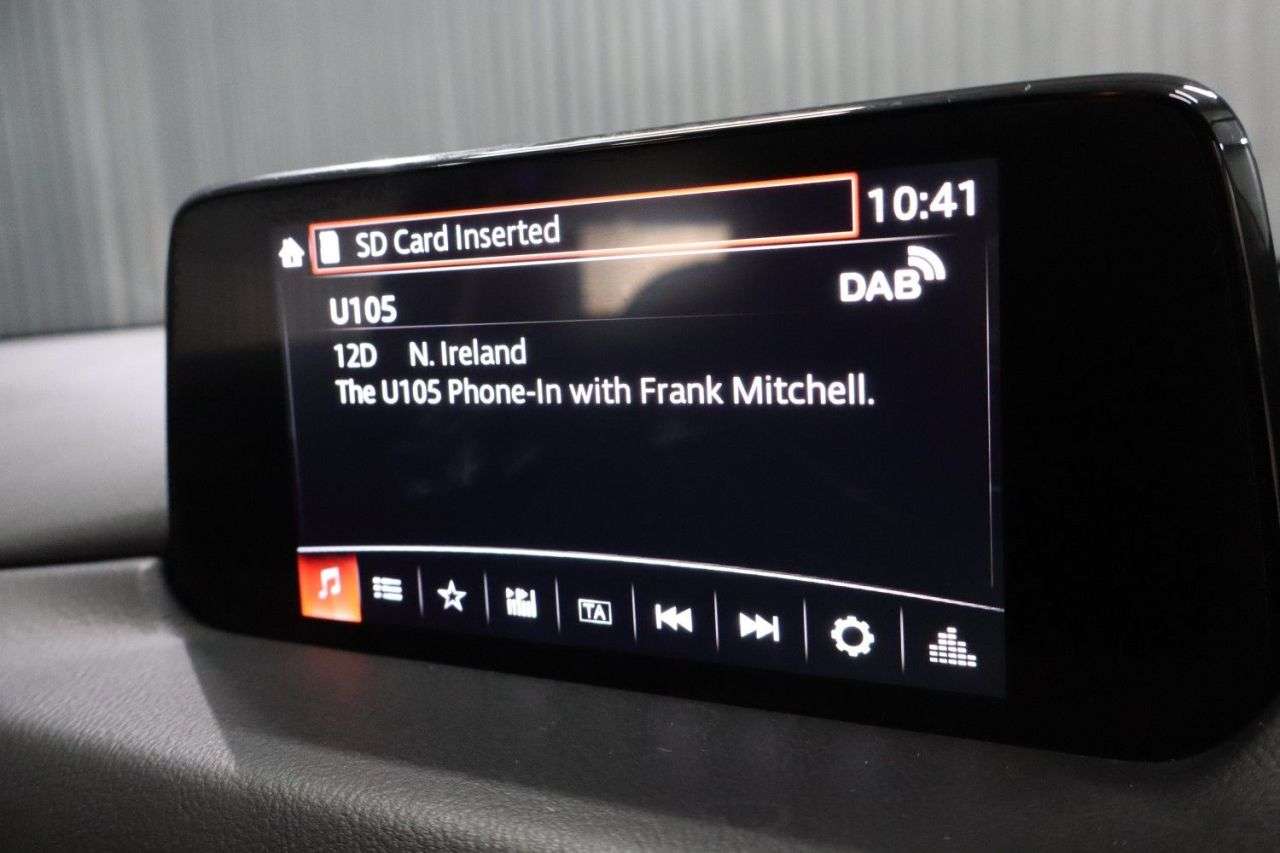 SD Card Inserted
10:41
DAB
U105
12D N. Ireland
The U105 Phone-In with Frank Mitchell.
TA